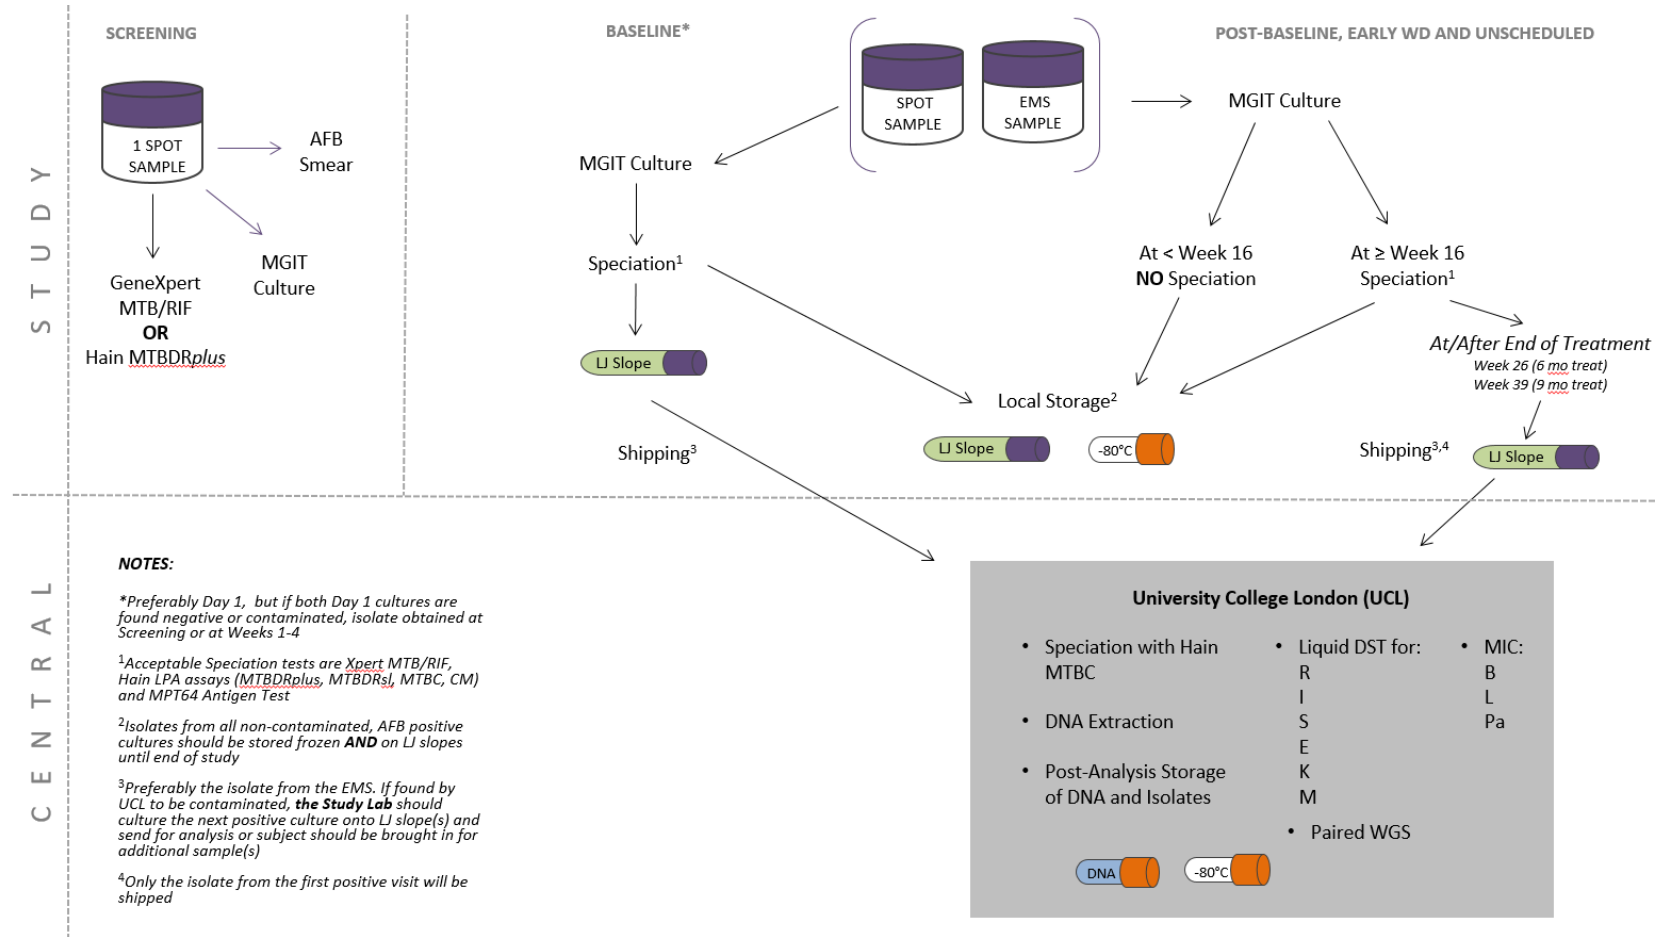 SCREENING
BASELINE*
POST-BASELINE, EARLY WD AND UNSCHEDULED
STUDY
1 SPOT
SAMPLE
AFB
Smear
MGIT
Culture
GeneXpert
MTB/RIF
OR
Hain MTBDRplus
SPOT
SAMPLE
EMS
SAMPLE
MGIT Culture
Speciation¹
LJ Slope
Shipping³
MGIT Culture
At < Week 16
NO Speciation
At ≥ Week 16
Speciation¹
At/After End of Treatment
Week 26 (6 mo treat)
Week 39 (9 mo treat)
Local Storage²
LJ Slope
-80°C
Shipping³,⁴
LJ Slope
CENTRAL
NOTES:
*Preferably Day 1, but if both Day 1 cultures are
found negative or contaminated, isolate obtained at
Screening or at Weeks 1-4
¹Acceptable Speciation tests are Xpert MTB/RIF,
Hain LPA assays (MTBDRplus, MTBDRsl, MTBC, CM)
and MPT64 Antigen Test
²Isolates from all non-contaminated, AFB positive
cultures should be stored frozen AND on LJ slopes
until end of study
³Preferably the isolate from the EMS. If found by
UCL to be contaminated, the Study Lab should
culture the next positive culture onto LJ slope(s) and
send for analysis or subject should be brought in for
additional sample(s)
⁴Only the isolate from the first positive visit will be
shipped
University College London (UCL)
• Speciation with Hain
MTBC
• DNA Extraction
• Post-Analysis Storage
of DNA and Isolates
• Liquid DST for:
R
I
S
E
K
M
• Paired WGS
• MIC:
B
L
Pa
DNA
-80°C